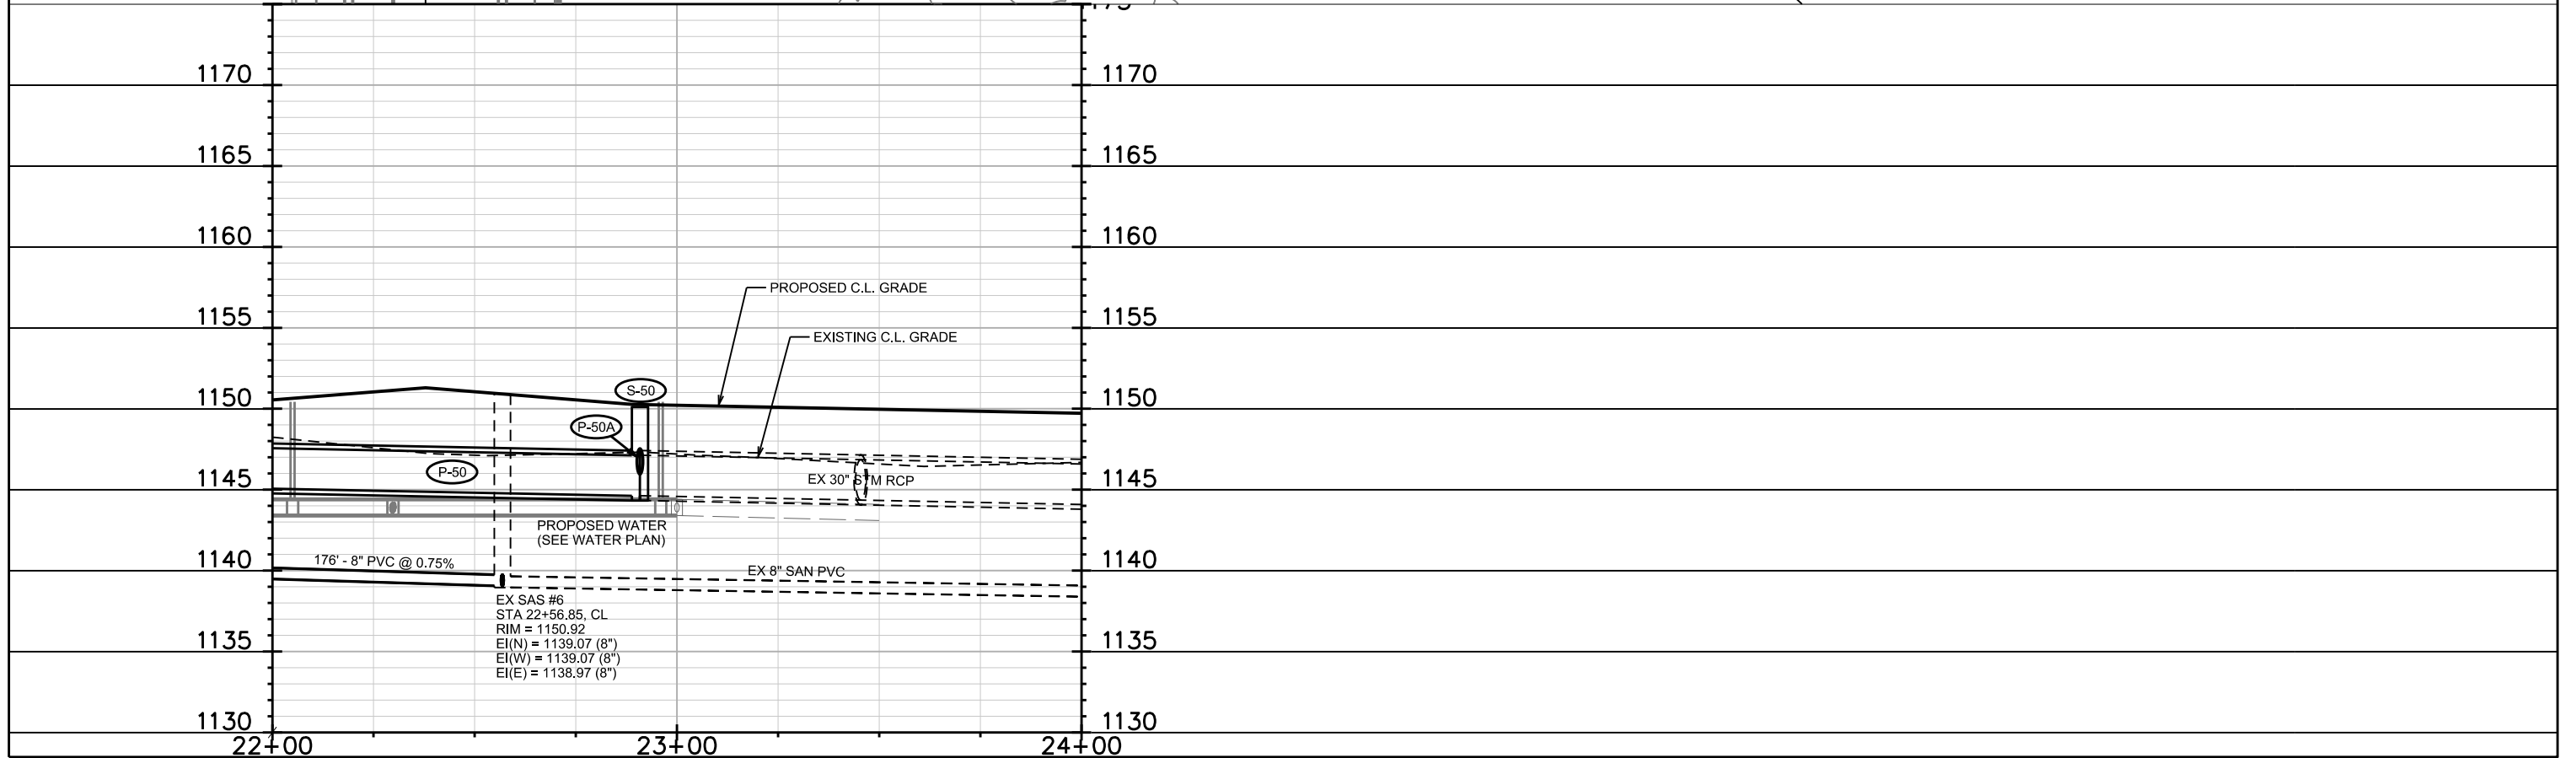 1170 1170
1165 1165
1160 1160
PROPOSED C.L. GRADE
1155 1155
EXISTING C.L. GRADE
S-50
1150 1150
P-50A
P-50
EX 30" STM RCP
1145 1145
PROPOSED WATER
(SEE WATER PLAN)
176' - 8" PVC @ 0.75%
EX 8" SAN PVC
1140 1140
EX SAS #6
STA 22+56.85, CL
RIM = 1150.92
EI(N) = 1139.07 (8")
EI(W) = 1139.07 (8")
EI(E) = 1138.97 (8")
1135 1135
1130 1130
22+00 23+00 24+00